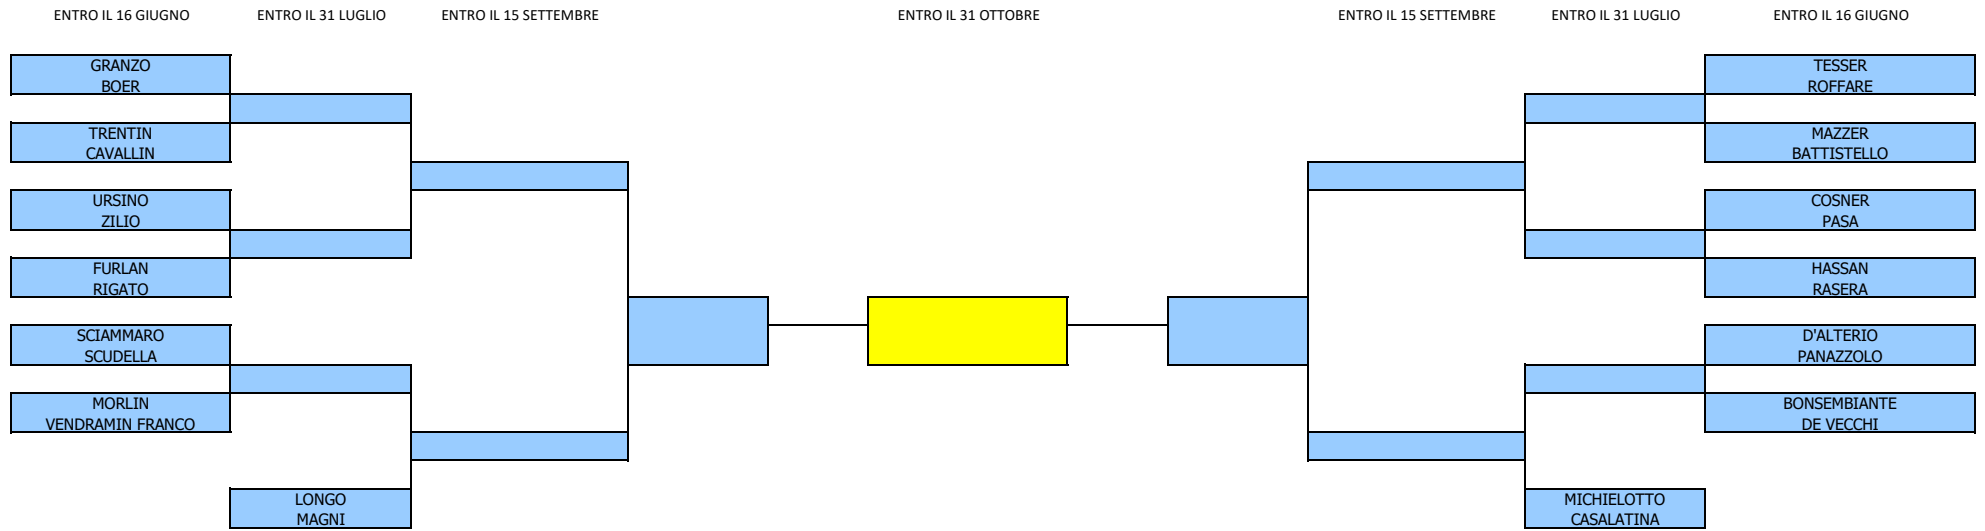 ENTRO IL 16 GIUGNO
ENTRO IL 31 LUGLIO
ENTRO IL 15 SETTEMBRE
ENTRO IL 31 OTTOBRE
ENTRO IL 15 SETTEMBRE
ENTRO IL 31 LUGLIO
ENTRO IL 16 GIUGNO
GRANZO
BOER
TRENTIN
CAVALLIN
URSINO
ZILIO
FURLAN
RIGATO
SCIAMMARO
SCUDELLA
MORLIN
VENDRAMIN FRANCO
LONGO
MAGNI
TESSER
ROFFARE
MAZZER
BATTISTELLO
COSNER
PASA
HASSAN
RASERA
D'ALTERIO
PANAZZOLO
BONSEMBIANTE
DE VECCHI
MICHIELOTTO
CASALATINA